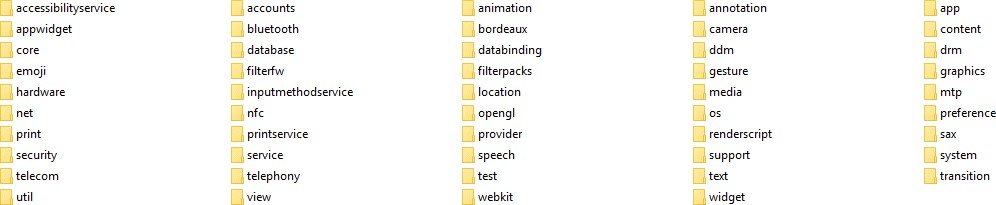 accessibilityservice accounts animation annotation app
appwidget bluetooth bordeaux camera content
core database databinding ddm drm
emoji filterfw filterpacks gesture graphics
hardware inputmethodservice location media mtp
net nfc opengl os preference
print printservice provider renderscript sax
security service speech support system
telecom telephony test text transition
util view webkit widget